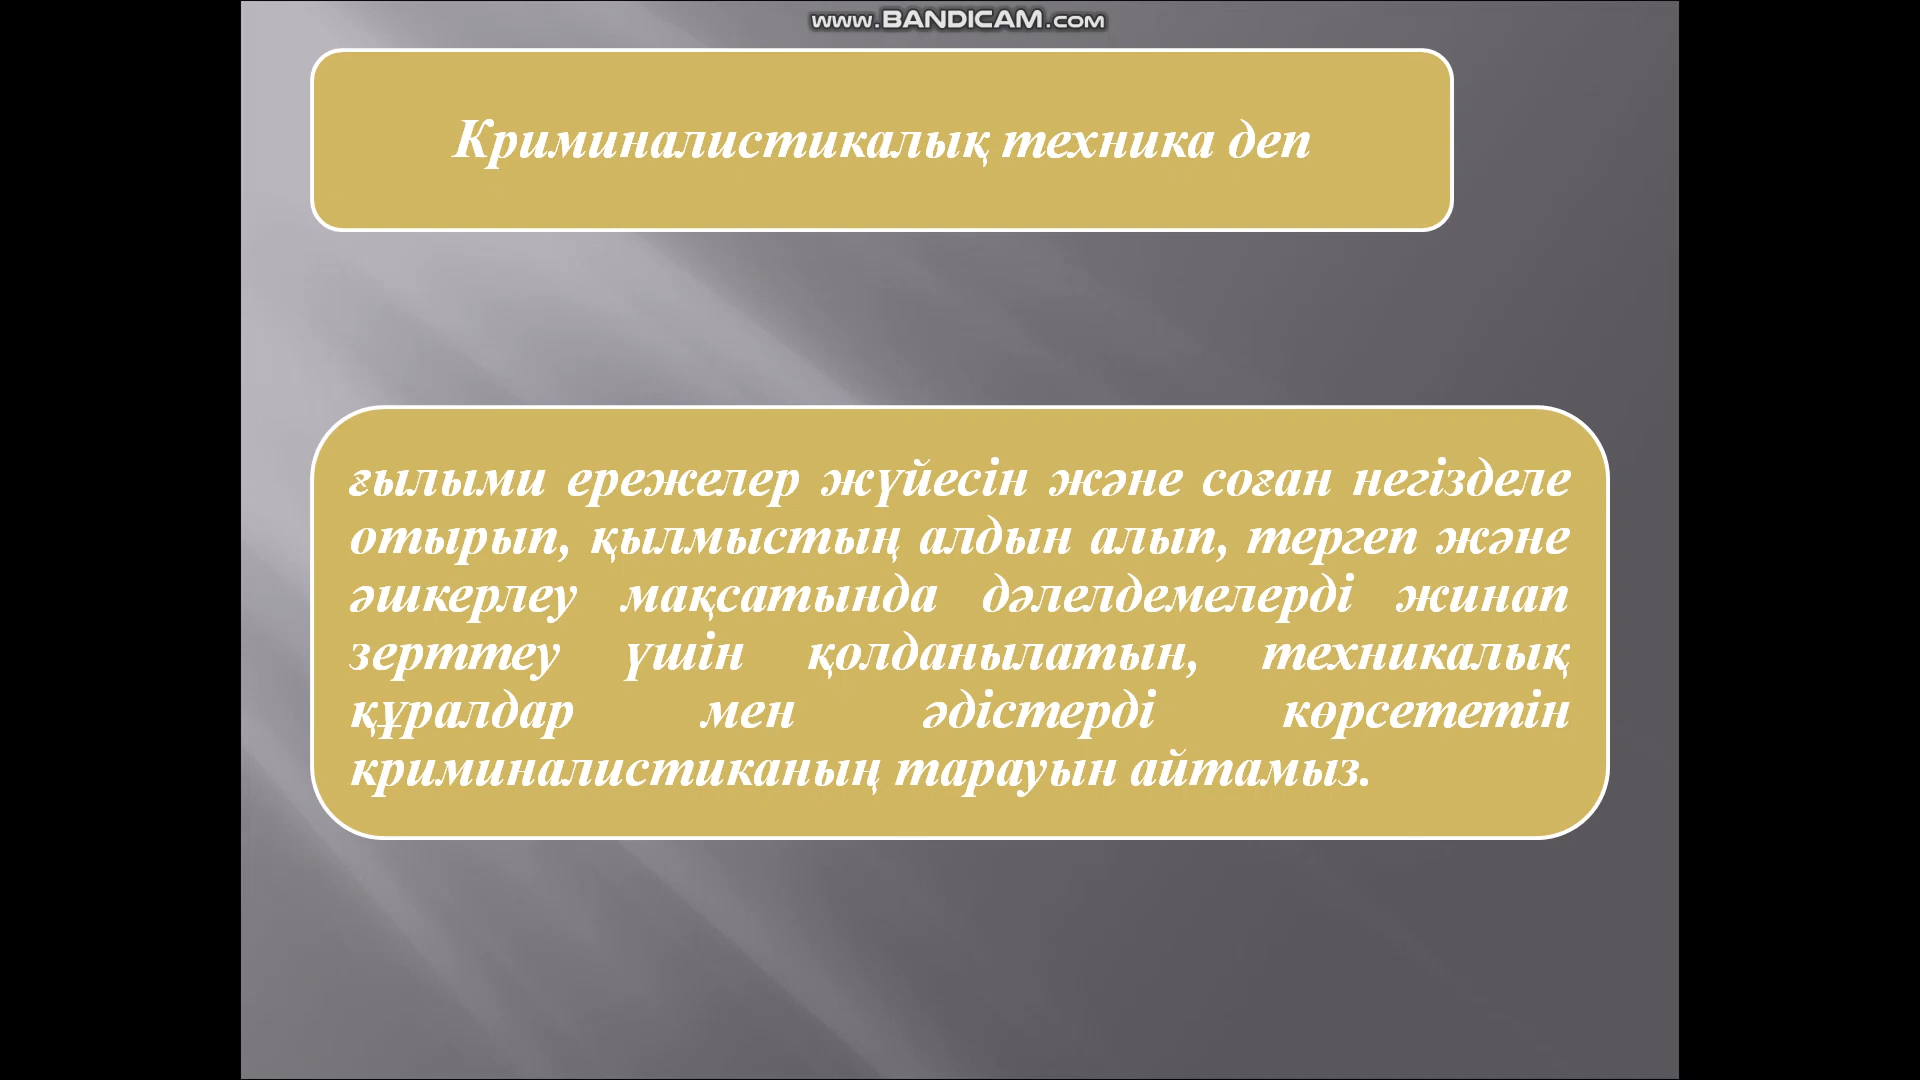 www.BANDICAM.com
Криминалистикалық техника деп
ғылыми ережелер жүйесін және соған негізделе
отырып, қылмыстың алдын алып, тергеп және
әшкерлеу мақсатында дәлелдемелерді жинап
зерттеу үшін қолданылатын, техникалық
құралдар мен әдістерді көрсететін
криминалистиканың тарауын айтамыз.